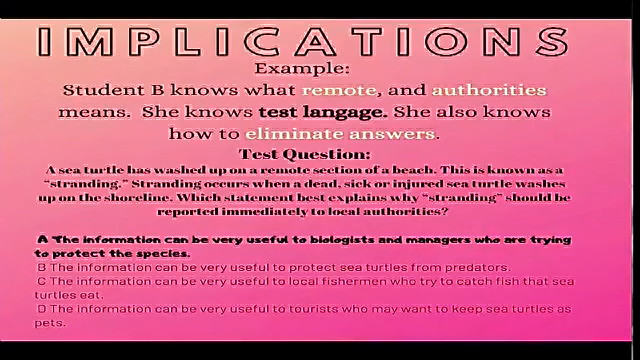 IMPLICATIONS
Example:
Student B knows what remote, and authorities
means. She knows test langage. She also knows
how to eliminate answers.
Test Question:
A sea turtle has washed up on a remote section of a beach. This is known as a
"stranding." Stranding occurs when a dead, sick or injured sea turtle washes
up on the shoreline. Which statement best explains why "stranding" should be
reported immediately to local authorities?
A The information can be very useful to biologists and managers who are trying
to protect the species.
B The information can be very useful to protect sea turtles from predators.
C The information can be very useful to local fishermen who try to catch fish that sea
turtles eat.
D The information can be very useful to tourists who may want to keep sea turtles as
pets.